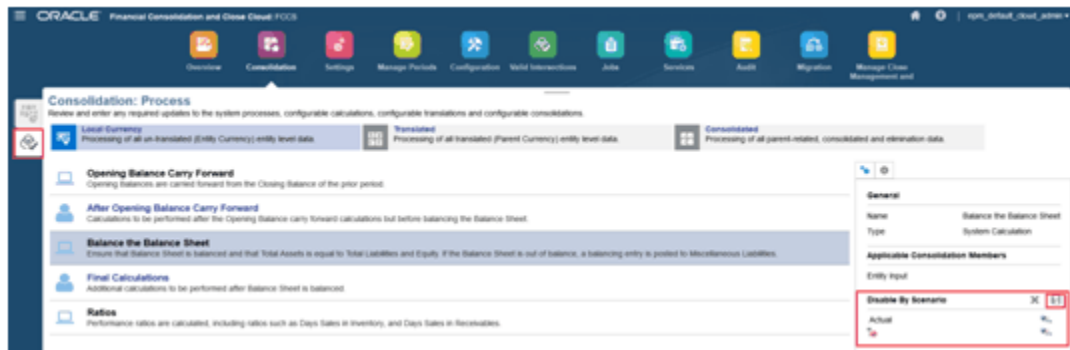 ORACLE Financial Consolidation and Close Cloud: FCCS
epm_default_cloud_admin
Overview Consolidation Settings Manage Periods Configuration Valid Intersections Jobs Services Audit Migration Manage Close Management and
Consolidation: Process
Review and enter any required updates to the system processes, configurable calculations, configurable translations and configurable consolidations.
Local Currency
Processing of all un-translated (Entity Currency) entity level data.
Translated
Processing of all translated (Parent Currency) entity level data.
Consolidated
Processing of all parent-related, consolidated and elimination data.
Opening Balance Carry Forward
Opening Balances are carried forward from the Closing Balance of the prior period.
After Opening Balance Carry Forward
Calculations to be performed after the Opening Balance carry forward calculations but before balancing the Balance Sheet.
Balance the Balance Sheet
Ensure that Balance Sheet is balanced and that Total Assets is equal to Total Liabilities and Equity. If the Balance Sheet is out of balance, a balancing entry is posted to Miscellaneous Liabilities.
Final Calculations
Additional calculations to be performed after Balance Sheet is balanced.
Ratios
Performance ratios are calculated, including ratios such as Days Sales in Inventory, and Days Sales in Receivables.
General
Name Balance the Balance Sheet
Type System Calculation
Applicable Consolidation Members
Entity Input
Disable By Scenario
Actual